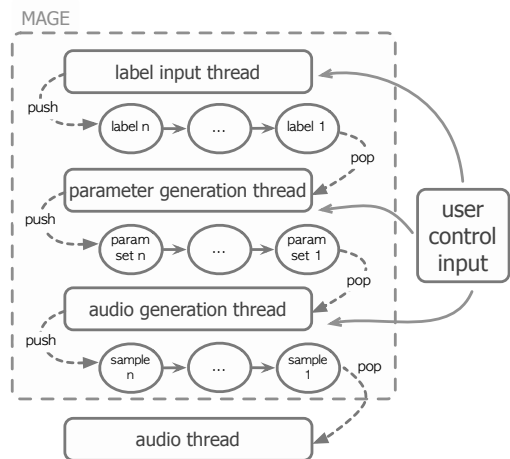 MAGE
label input thread
push
label n
...
label 1
pop
parameter generation thread
push
param
set n
...
param
set 1
pop
user
control
input
audio generation thread
push
sample
n
...
sample
1
pop
audio thread